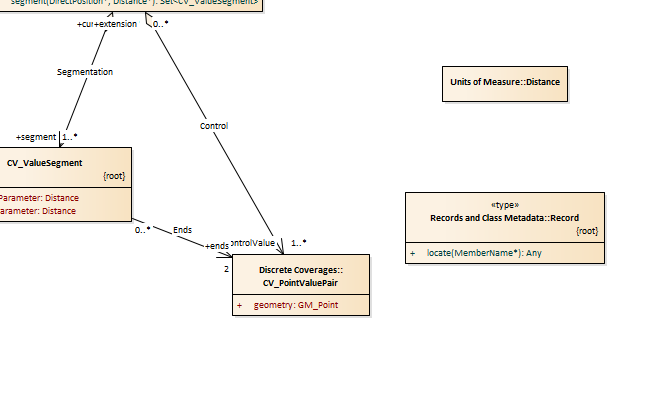 segment(DirectPosition*, Distance*): Set<CV_ValueSegment>
+cur+extension 0..*
Segmentation
Units of Measure::Distance
Control
+segment 1..*
CV_ValueSegment
{root}
Parameter: Distance
arameter: Distance
«type»
Records and Class Metadata::Record
{root}
+ locate(MemberName*): Any
0..* Ends
+ends ontrolValue 1..*
2
Discrete Coverages::
CV_PointValuePair
+ geometry: GM_Point